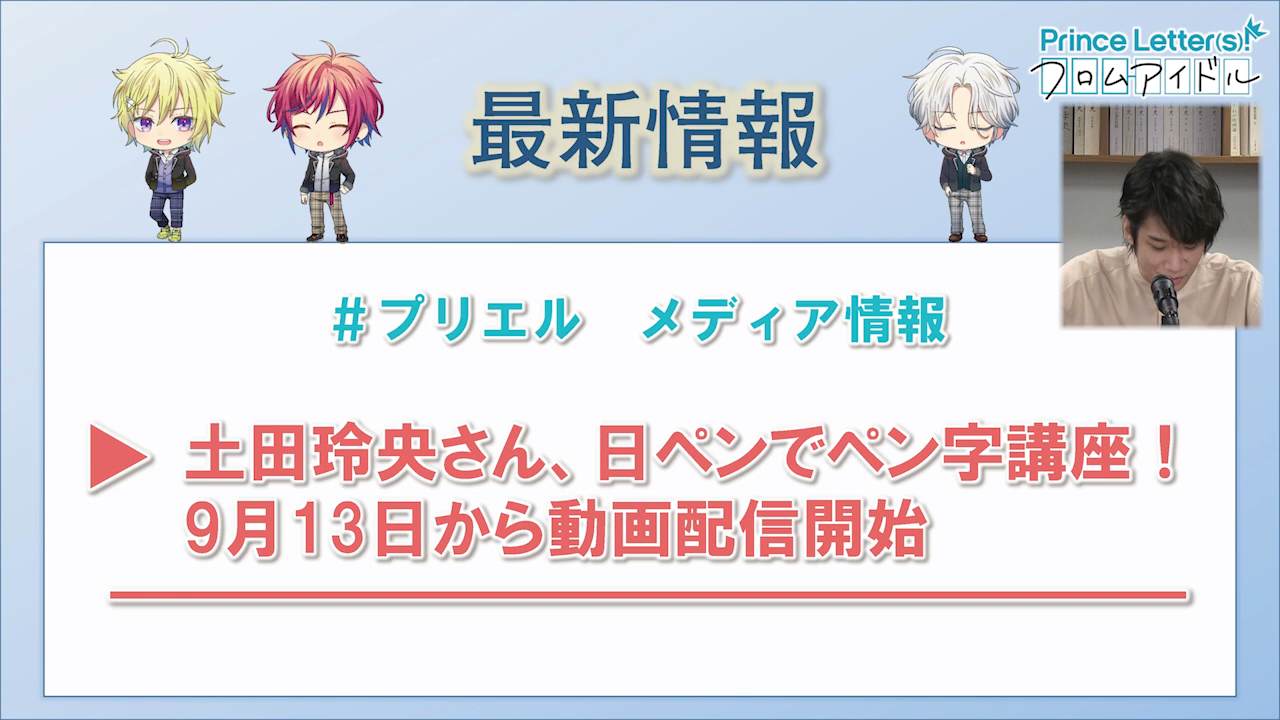 最新情報
Prince Letter(s)!
フロムアイドル
#プリエル メディア情報
土田玲央さん、日ペンでペン字講座！
9月13日から動画配信開始